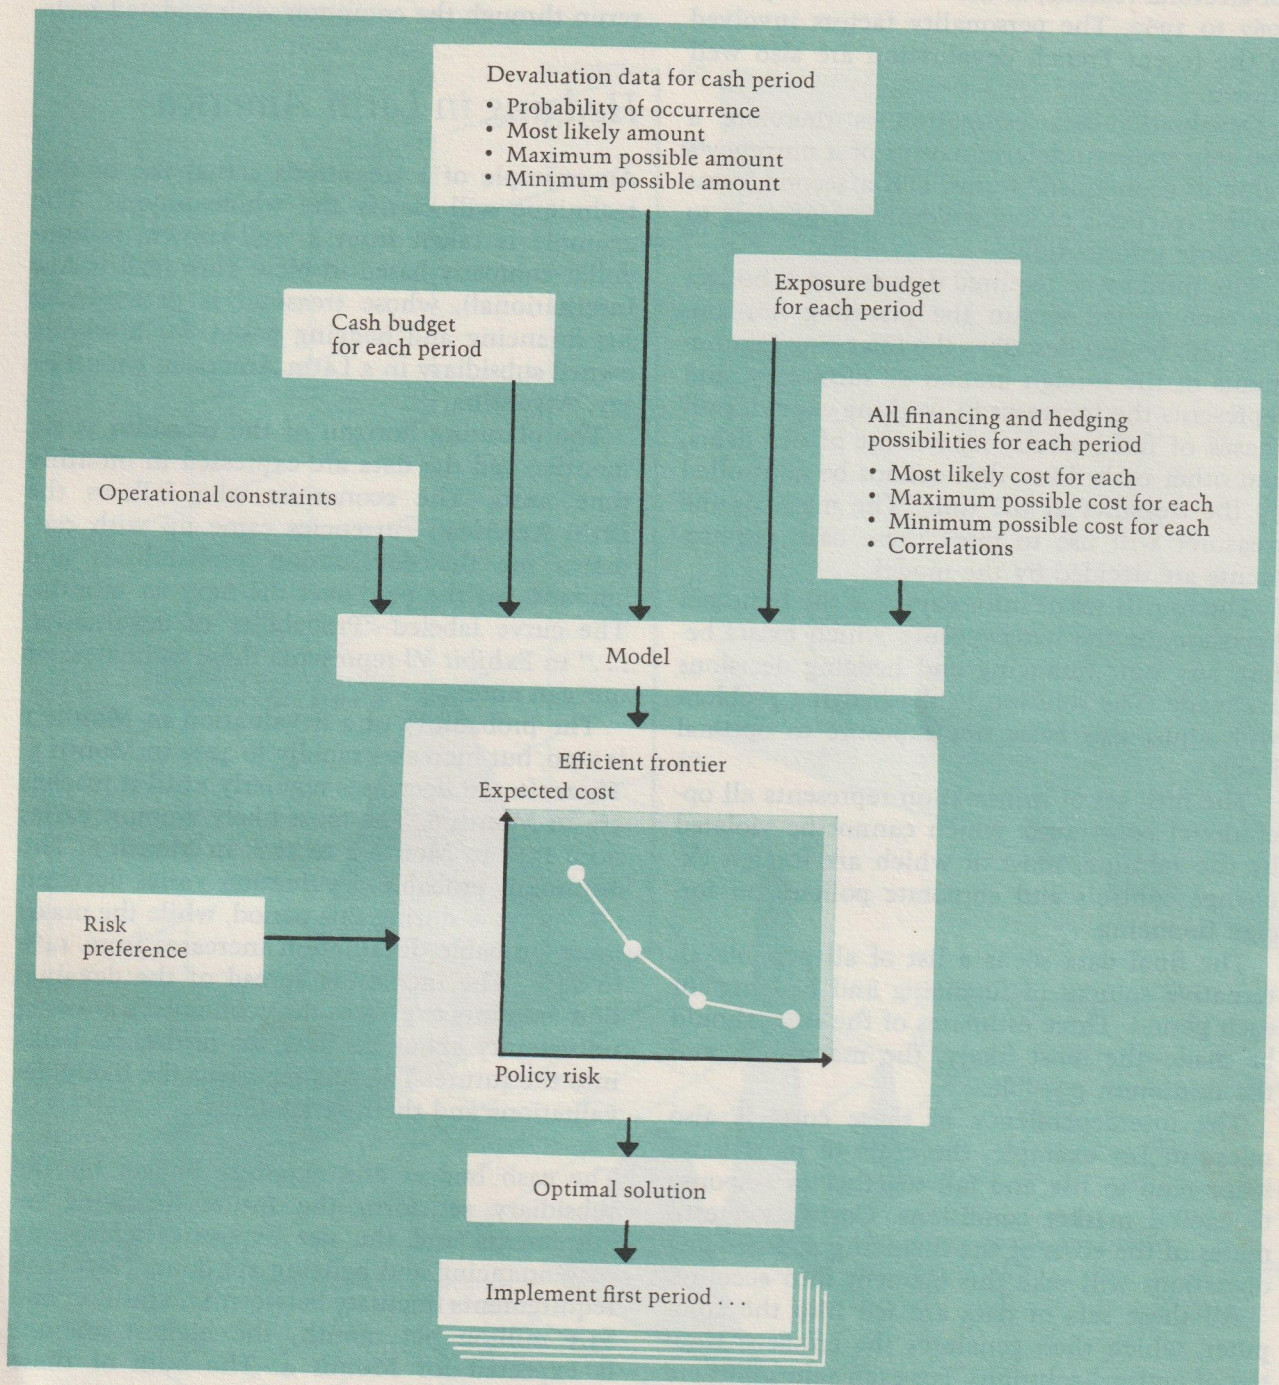 Devaluation data for cash period
• Probability of occurrence
• Most likely amount
• Maximum possible amount
• Minimum possible amount
Exposure budget
for each period
Cash budget
for each period
All financing and hedging
possibilities for each period
• Most likely cost for each
• Maximum possible cost for each
• Minimum possible cost for each
• Correlations
Operational constraints
Model
Efficient frontier
Expected cost
Risk
preference
Policy risk
Optimal solution
Implement first period . . .